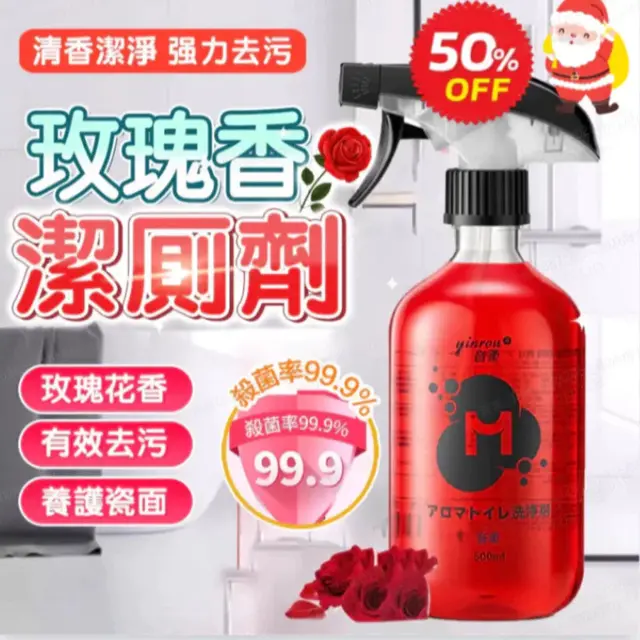 清香潔淨 强力去污
50%
OFF
玫瑰香
潔厠劑
玫瑰花香
有效去污
養護瓷面
殺菌率99.9%
殺菌率99.9%
99.9
yinrou
M
アロマトイレ洗浄剤
500ml